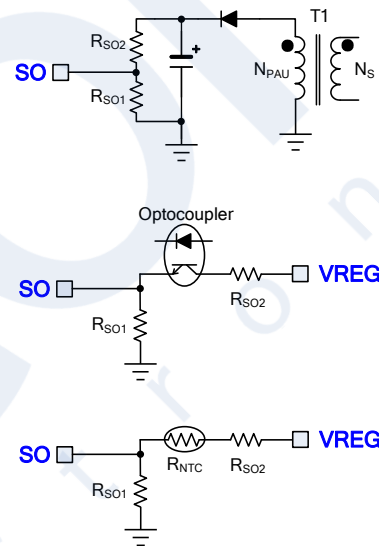 T1
RSO2
+
SO
NPAU
NS
RSO1
Optocoupler
SO
VREG
RSO2
RSO1
SO
VREG
RNTC
RSO2
RSO1
t r o n